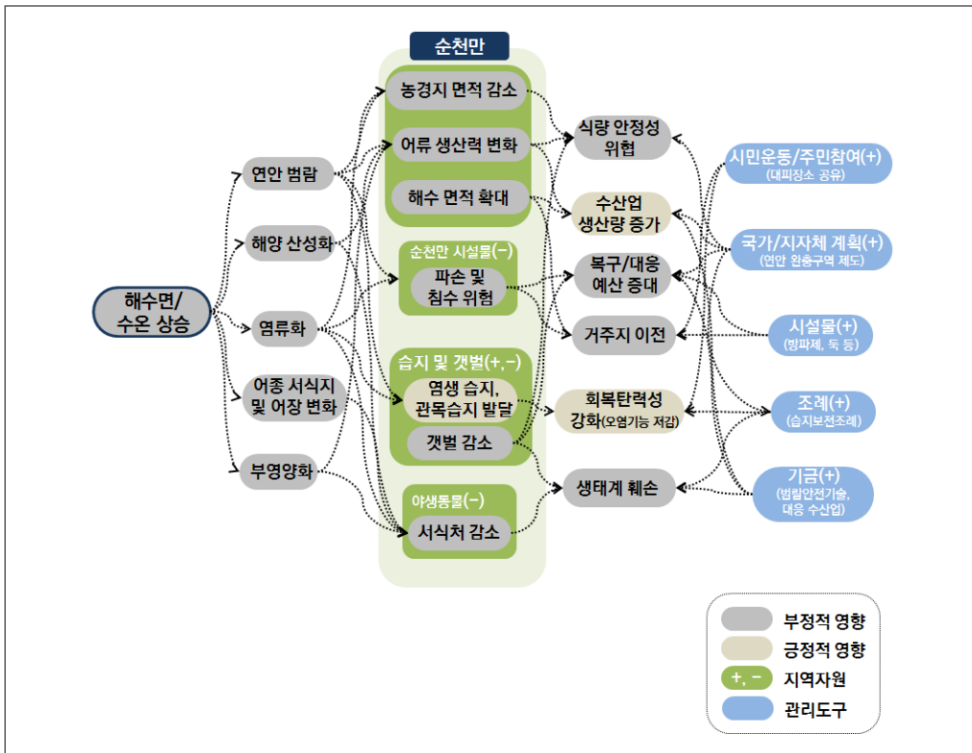 순천만
농경지 면적 감소
어류 생산력 변화
해수 면적 확대
순천만 시설물(-)
파손 및
침수 위험
습지 및 갯벌(+,-)
염생 습지,
관목습지 발달
갯벌 감소
야생동물(-)
서식처 감소
해수면/
수온 상승
연안 범람
해양 산성화
염류화
어종 서식지
및 어장 변화
부영양화
식량 안정성
위협
수산업
생산량 증가
복구/대응
예산 증대
거주지 이전
회복탄력성
강화(오염기능 저감)
생태계 훼손
시민운동/주민참여(+)
(대피장소 공유)
국가/지자체 계획(+)
(연안 완충구역 제도)
시설물(+)
(방파제, 둑 등)
조례(+)
(습지보전조례)
기금(+)
(범람안전기술,
대응 수산업)
부정적 영향
긍정적 영향
+, - 지역자원
관리도구